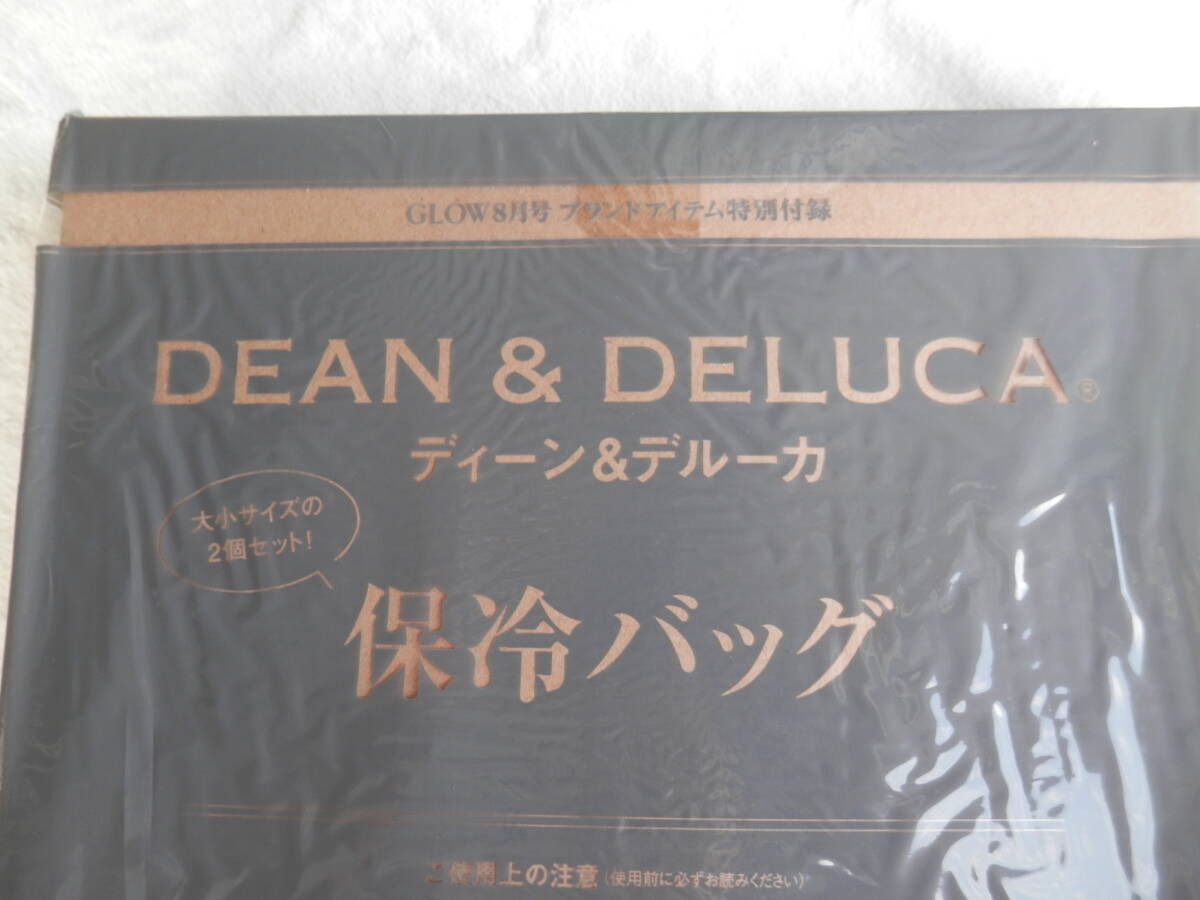 GLOW8月号 ブランドアイテム特別付録
DEAN & DELUCA®
ディーン&デルーカ
大小サイズの
2個セット!
保冷バッグ
ご使用上の注意(使用前に必ずお読みください)